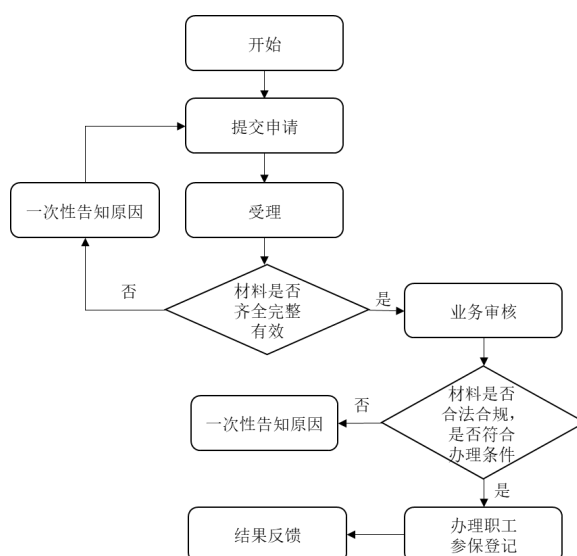 开始
提交申请
一次性告知原因
受理
否
材料是否
齐全完整
有效
是
业务审核
一次性告知原因
否
材料是否
合法合规，
是否符合
办理条件
是
结果反馈
办理职工
参保登记